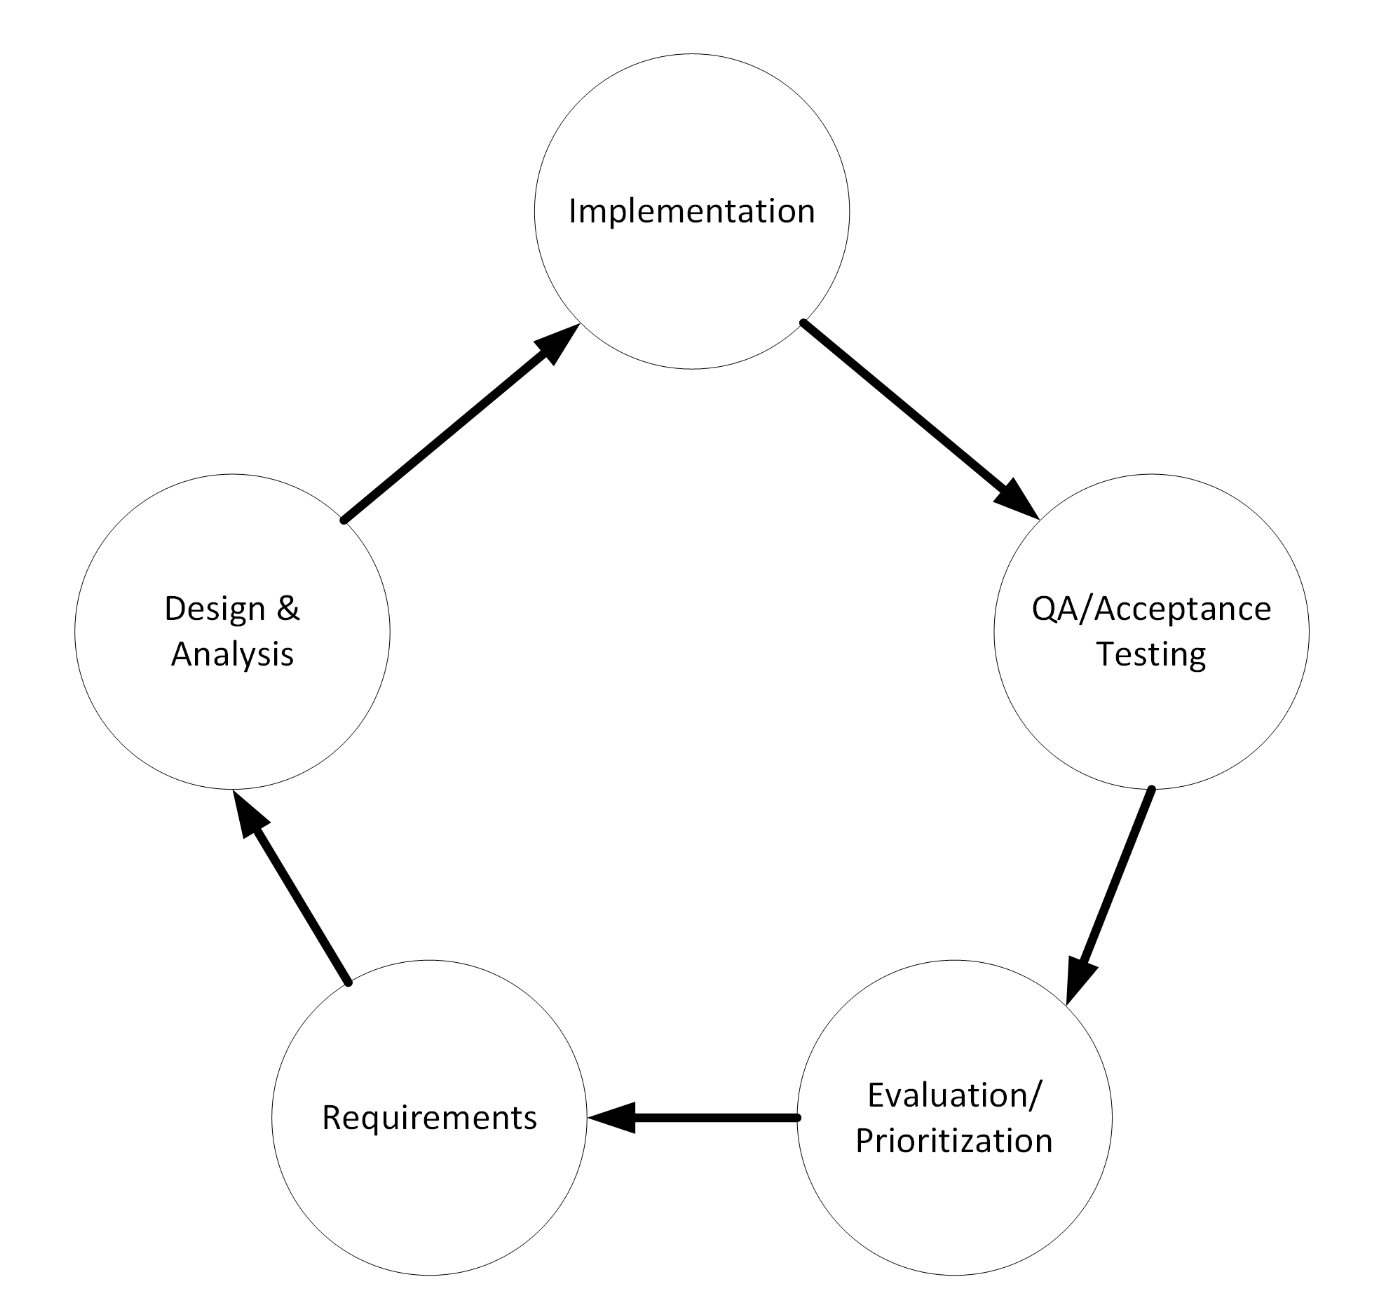 Implementation
Design &
Analysis
QA/Acceptance
Testing
Requirements
Evaluation/
Prioritization